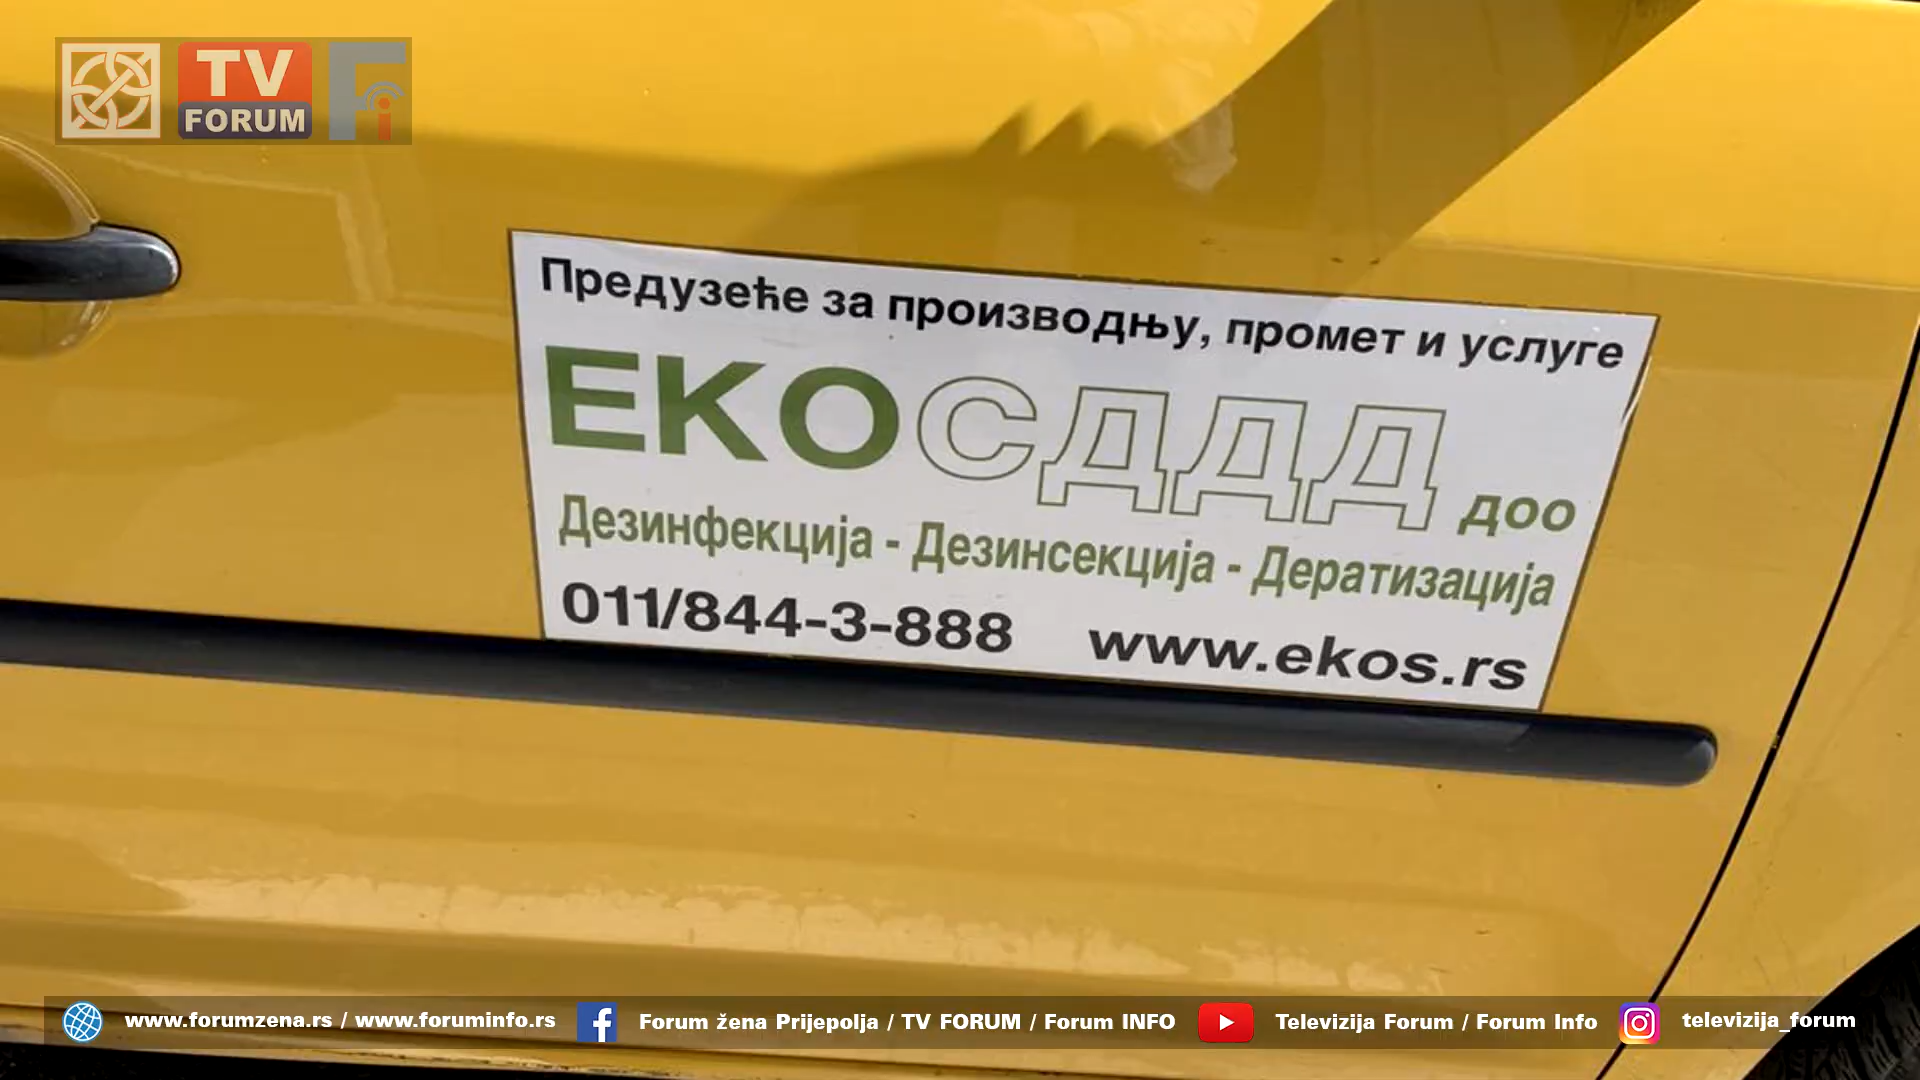 TV
FORUM
Fi
Предузеће за производњу, промет и услуге
ЕКОСДДД доо
Дезинфекција - Дезинсекција - Дератизација
011/844-3-888 www.ekos.rs
www.forumzena.rs / www.foruminfo.rs Forum žena Prijepolja / TV FORUM / Forum INFO Televizija Forum / Forum Info televizija_forum